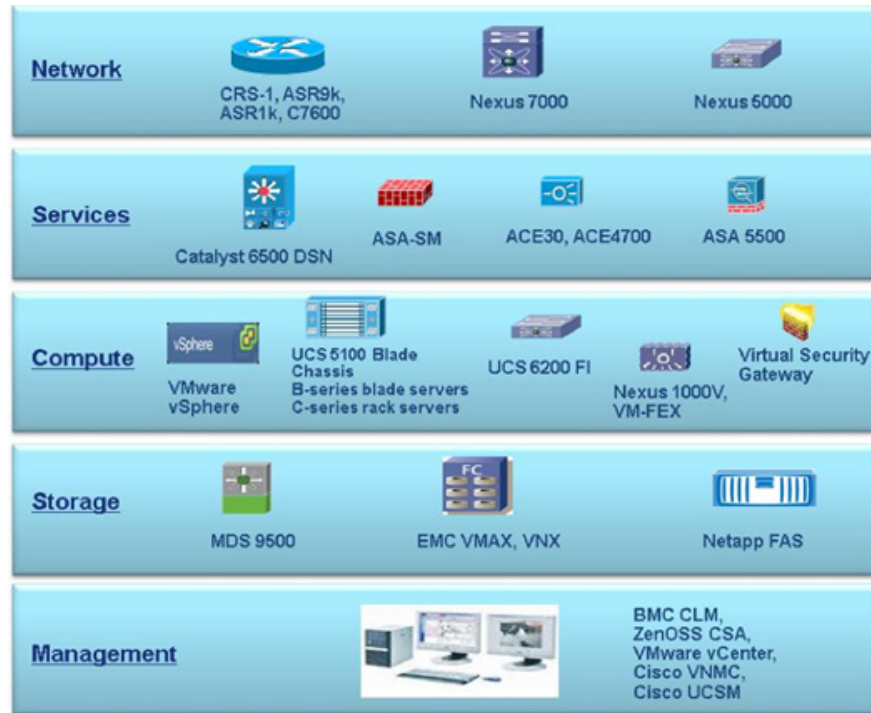 Network
CRS-1, ASR9k,
ASR1k, C7600
Nexus 7000
Nexus 5000
Services
Catalyst 6500 DSN
ASA-SM
ACE30, ACE4700
ASA 5500
Compute
vSphere
VMware
vSphere
UCS 5100 Blade
Chassis
B-series blade servers
C-series rack servers
UCS 6200 FI
Nexus 1000V,
VM-FEX
Virtual Security
Gateway
Storage
MDS 9500
FC
EMC VMAX, VNX
Netapp FAS
Management
BMC CLM,
ZenOSS CSA,
VMware vCenter,
Cisco VNMC,
Cisco UCSM